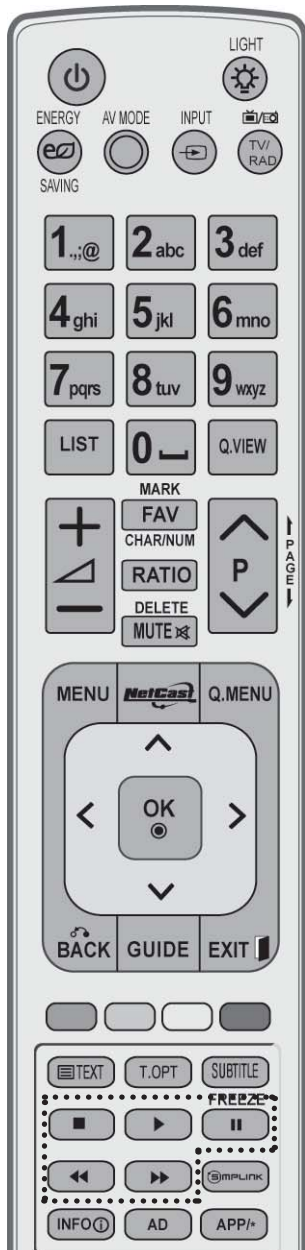 LIGHT
ENERGY AV MODE INPUT
TV/
RAD
SAVING
1.,;@ 2abc 3def
4ghi 5jkl 6mno
7pqrs 8tuv 9wxyz
LIST 0 Q.VIEW
MARK
FAV
CHAR/NUM
RATIO
P
PAGE
DELETE
MUTE
MENU NetCast Q.MENU
OK
BACK GUIDE EXIT
TEXT T.OPT SUBTITLE
FREEZE
SIMPLINK
INFO i AD APP/*